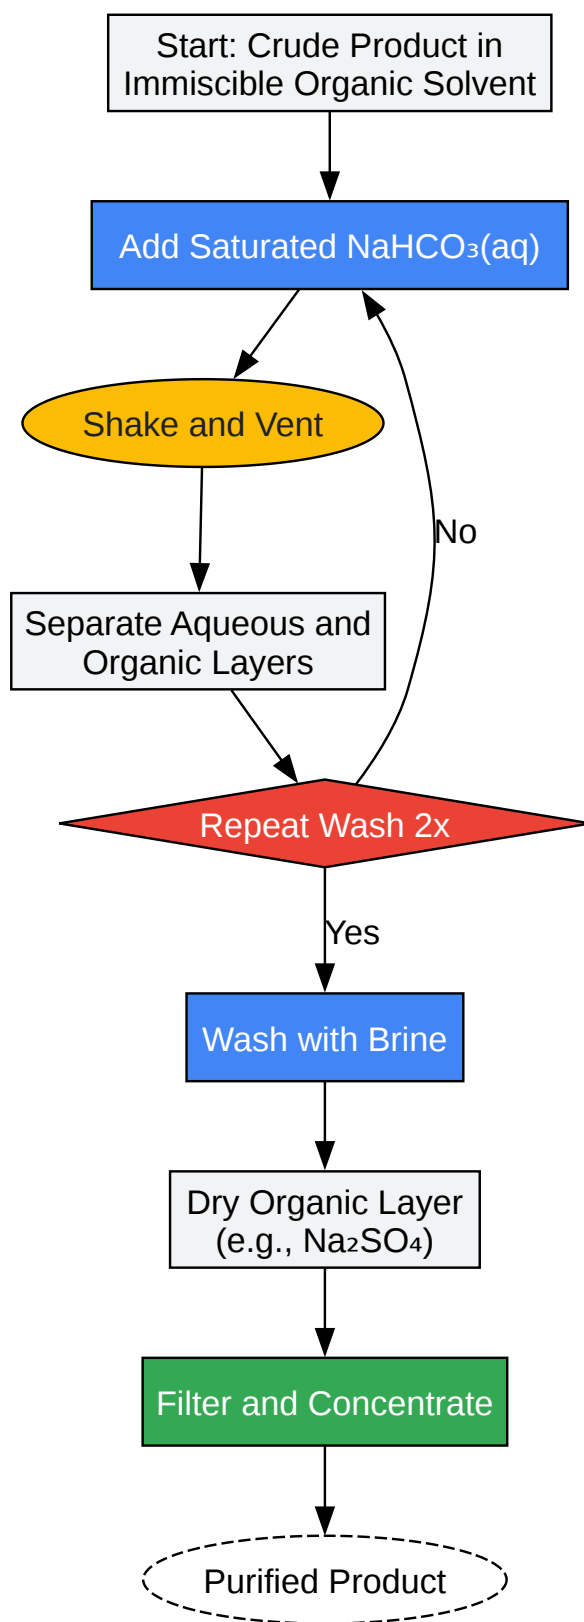 Start: Crude Product in
Immiscible Organic Solvent
Add Saturated NaHCO₃(aq)
Shake and Vent
No
Separate Aqueous and
Organic Layers
Repeat Wash 2x
Yes
Wash with Brine
Dry Organic Layer
(e.g., Na₂SO₄)
Filter and Concentrate
Purified Product